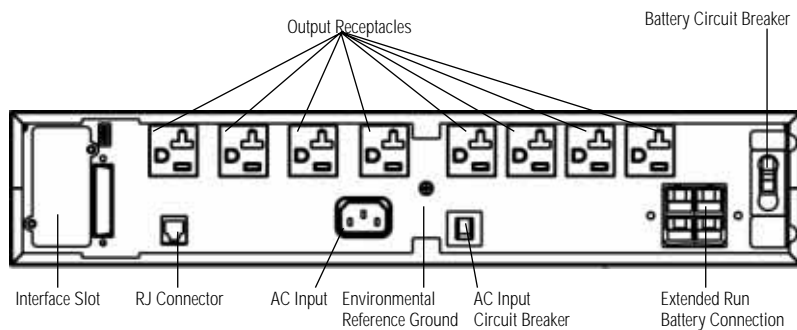 Battery Circuit Breaker
Output Receptacles
Interface Slot
RJ Connector
AC Input
Environmental
Reference Ground
AC Input
Circuit Breaker
Extended Run
Battery Connection